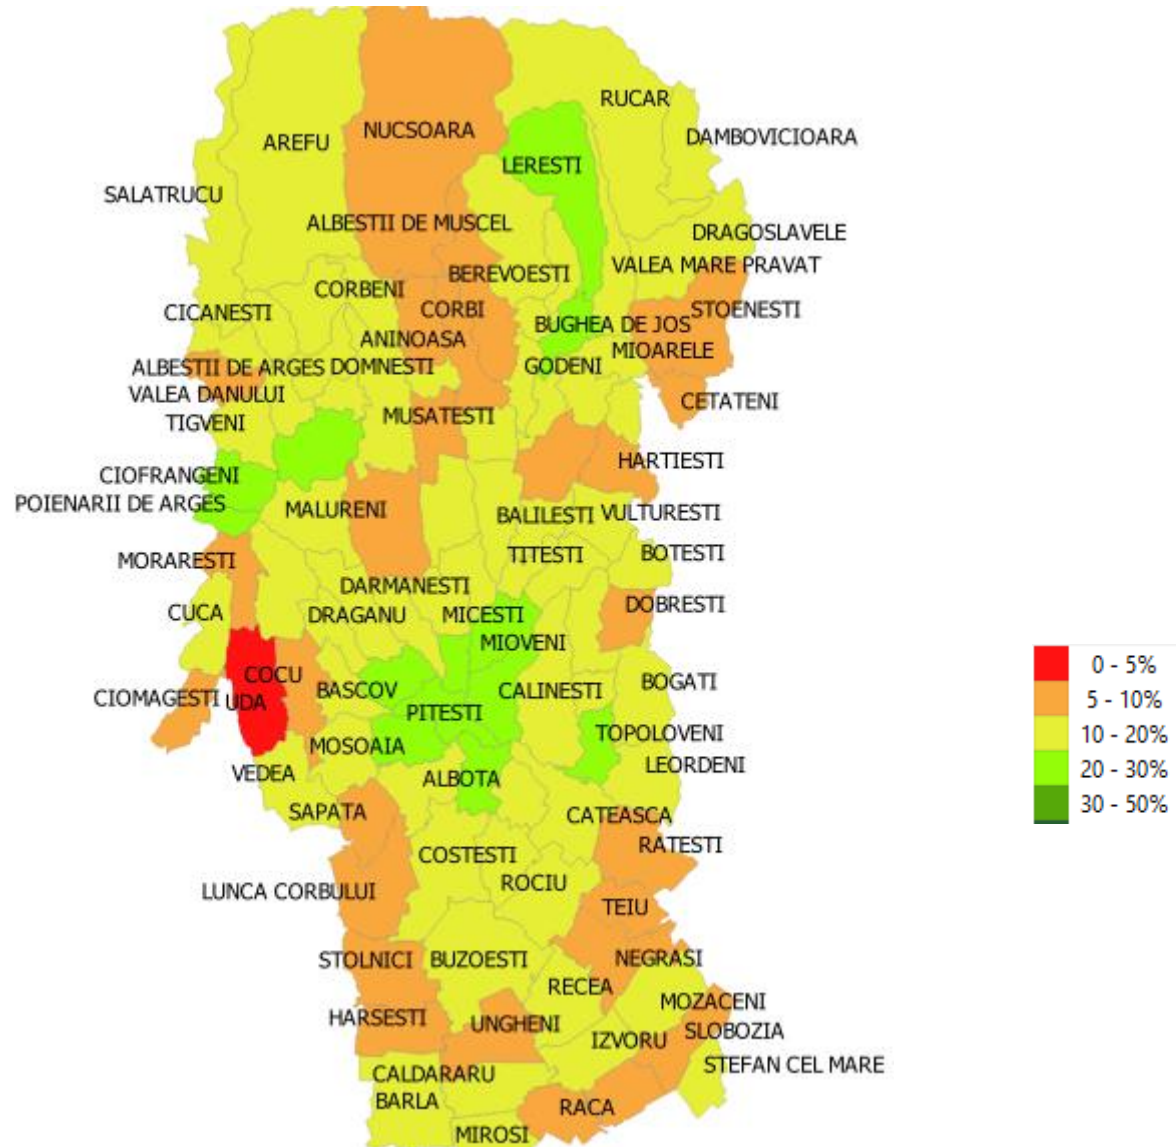 RUCAR
NUCSOARA
DAMBOVICIOARA
AREFU
LERESTI
SALATRUCU
ALBESTII DE MUSCEL
DRAGOSLAVELE
VALEA MARE PRAVAT
BEREVOESTI
CORBENI
CICANESTI
CORBI
STOENESTI
BUGHEA DE JOS
ANINOASA
MIOARELE
ALBESTII DE ARGES
DOMNESTI
GODENI
VALEA DANULUI
CETATENI
TIGVENI
MUSATESTI
HARTIESTI
CIOFRANGENI
POIENARII DE ARGES
MALURENI
BALILESTI
VULTURESTI
MORARESTI
TITESTI
BOTESTI
DARMANESTI
CUCA
DRAGANU
MICESTI
DOBRESTI
MIOVENI
COCU
BASCOV
CALINESTI
BOGATI
CIOMAGESTI
UDA
PITESTI
TOPOLOVENI
MOSOAIA
LEORDENI
VEDEA
ALBOTA
SAPATA
CATEASCA
RATESTI
COSTESTI
ROCIU
LUNCA CORBULUI
TEIU
STOLNICI
BUZOESTI
NEGRASI
RECEA
MOZACENI
HARSESTI
UNGHENI
SLOBOZIA
IZVORU
STEFAN CEL MARE
CALDARARU
BARLA
RACA
MIROSI
0 - 5%
5 - 10%
10 - 20%
20 - 30%
30 - 50%